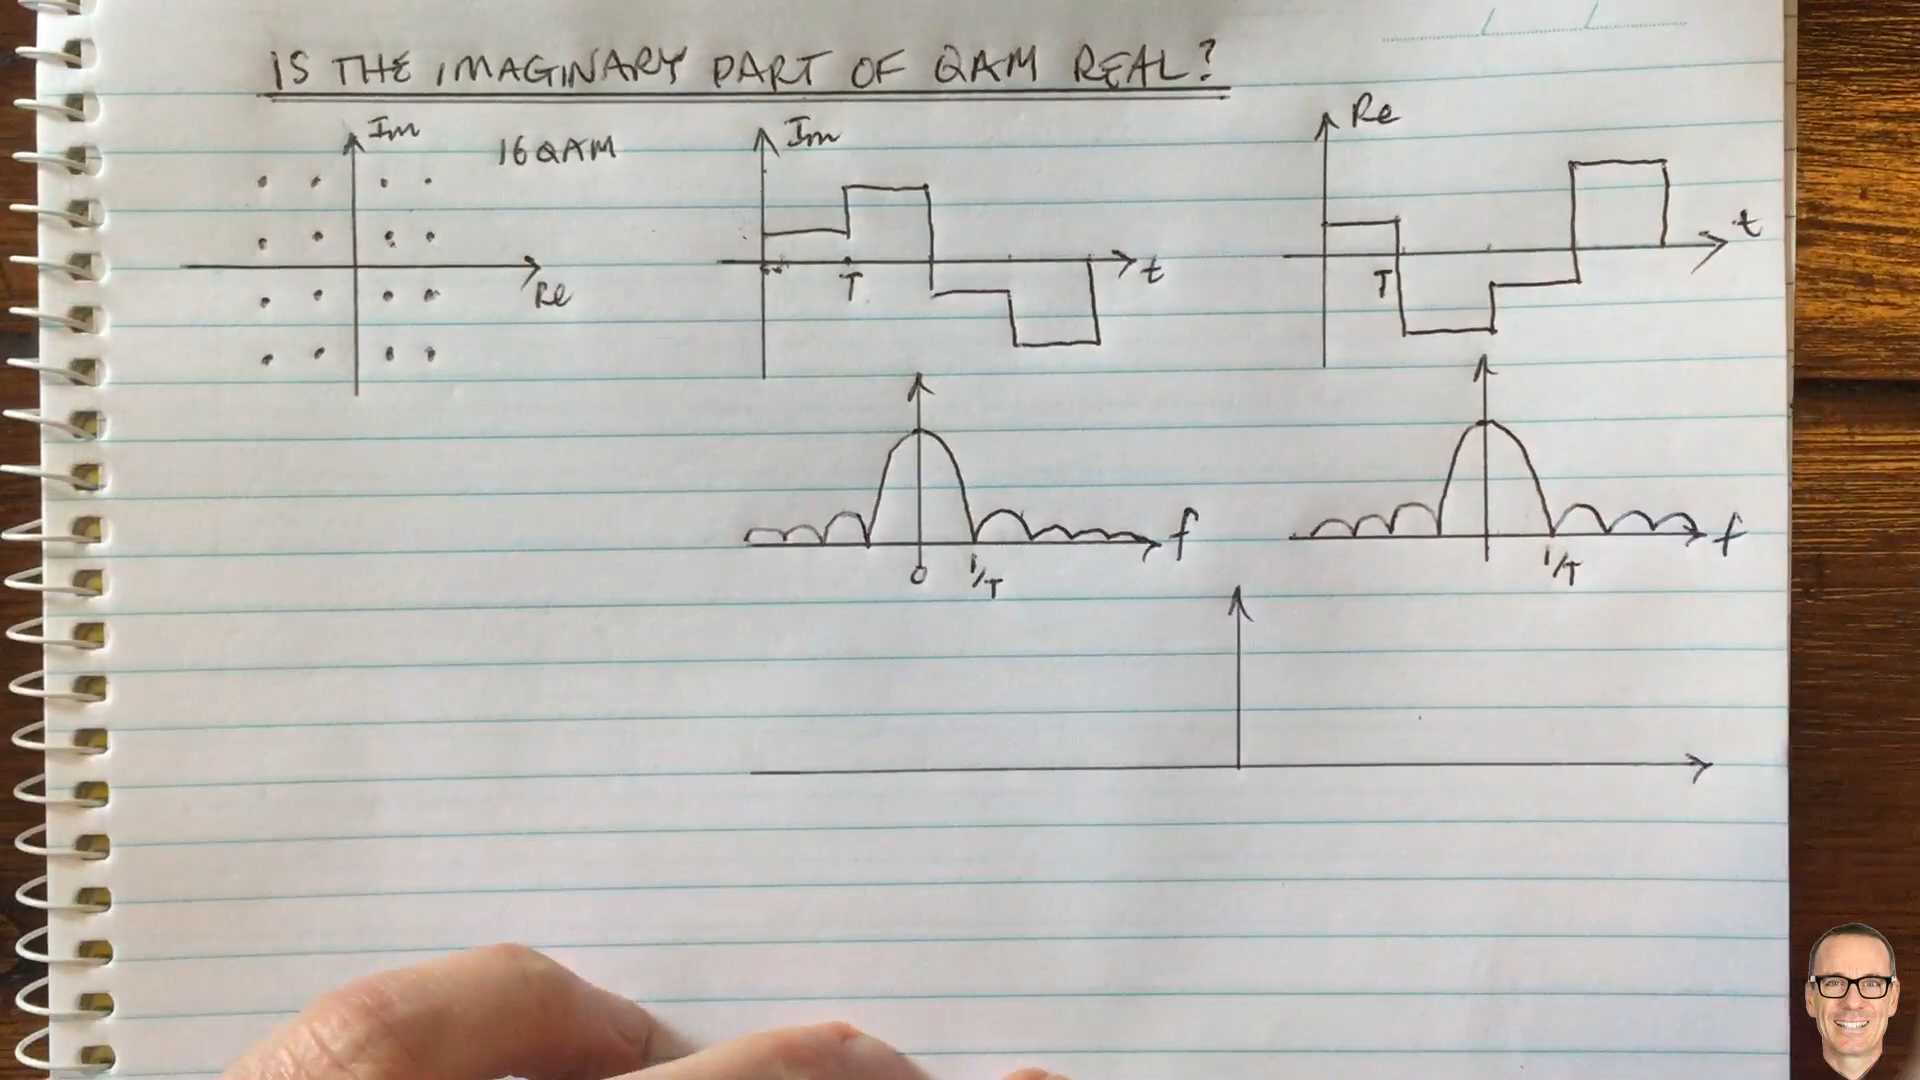 IS THE IMAGINARY PART OF QAM REAL?
Im
16QAM
Im
Re
Re
T
t
T
t
f
f
0
1/T
1/T